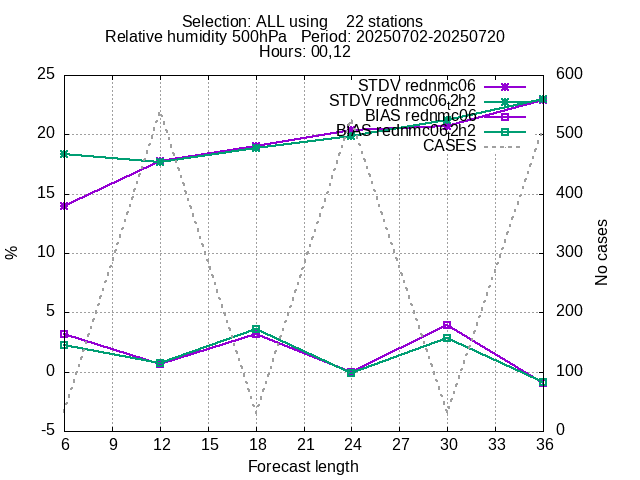 Selection: ALL using    22 stations
Relative humidity 500hPa   Period: 20250702-20250720
Hours: 00,12
25
20
15
10
5
0
-5
600
500
400
300
200
100
0
STDV rednmc06
STDV rednmc06t2h2
BIAS rednmc06
BIAS rednmc06t2h2
CASES
%
No cases
6 9 12 15 18 21 24 27 30 33 36
Forecast length